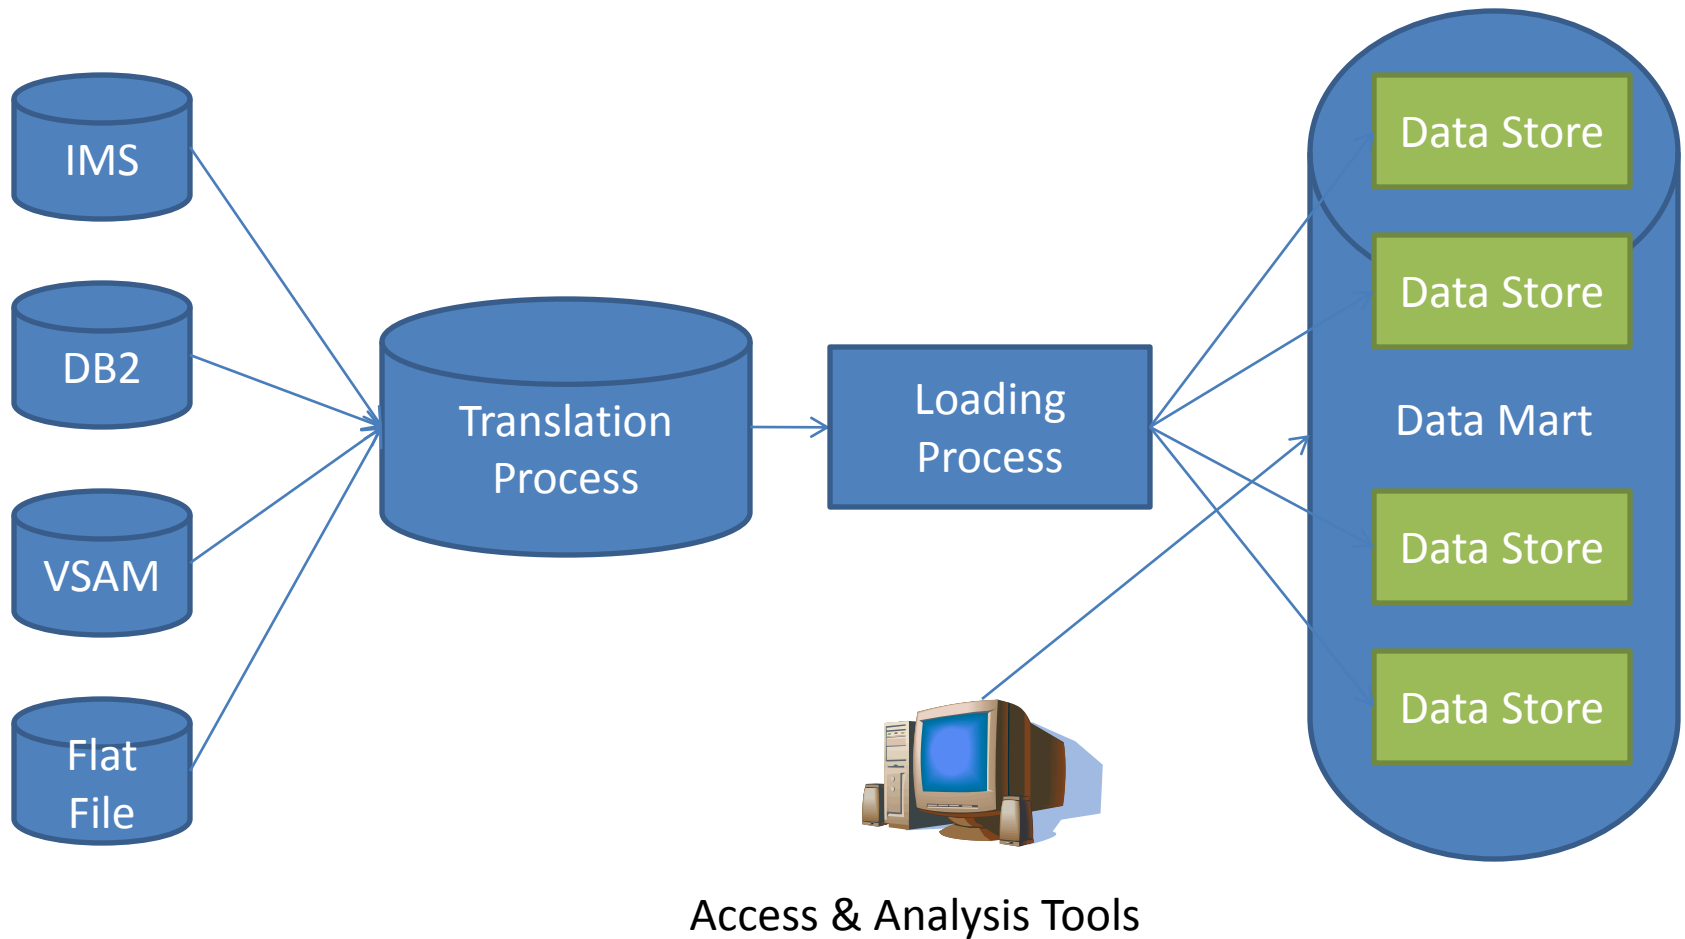 IMS
DB2
VSAM
Flat
File
Translation
Process
Loading
Process
Data Store
Data Store
Data Mart
Data Store
Data Store
Access & Analysis Tools